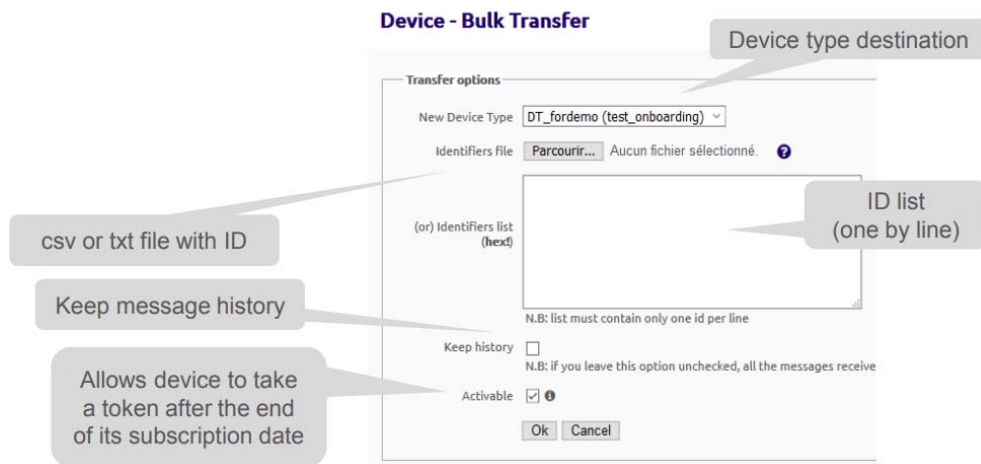 Device - Bulk Transfer
Device type destination
Transfer options
New Device Type DT_fordemo (test_onboarding)
Identifiers file Parcourir... Aucun fichier sélectionné. ?
csv or txt file with ID
(or) Identifiers list
(hex!)
ID list
(one by line)
N.B: list must contain only one id per line
Keep message history
Keep history
N.B: if you leave this option unchecked, all the messages receive
Allows device to take
a token after the end
of its subscription date
Activable i
Ok Cancel